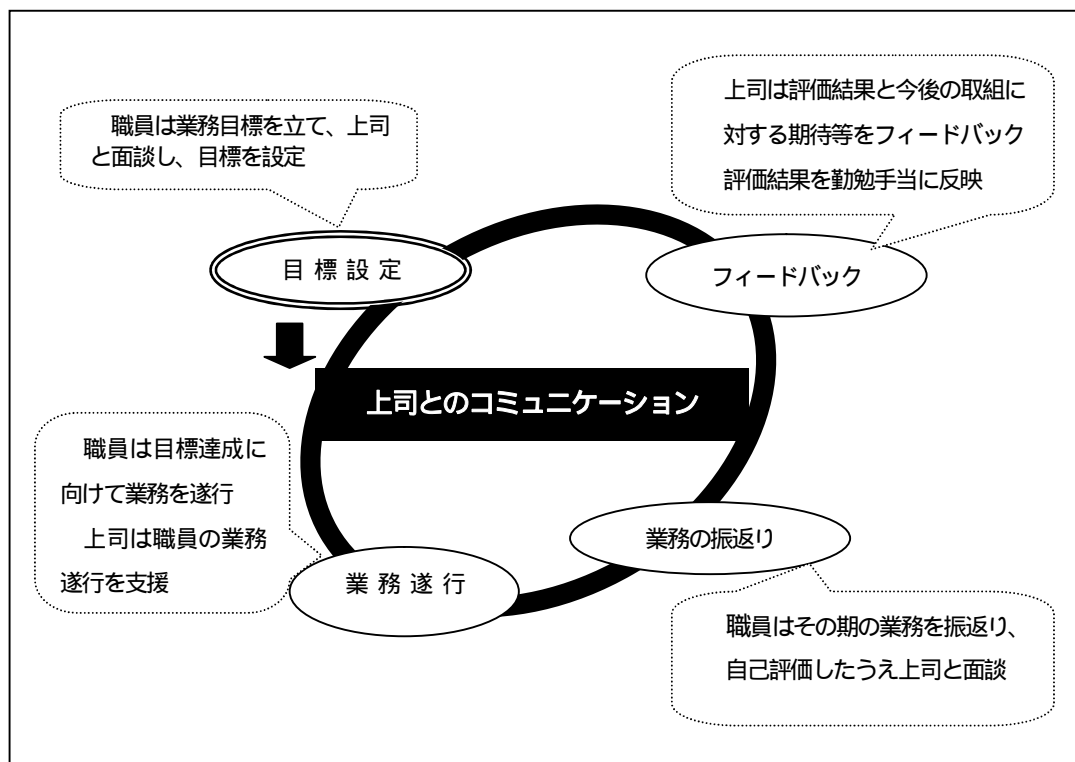 職員は業務目標を立て、上司
と面談し、目標を設定
上司は評価結果と今後の取組に
対する期待等をフィードバック
評価結果を勤勉手当に反映
目 標 設 定
フィードバック
上司とのコミュニケーション
職員は目標達成に
向けて業務を遂行
上司は職員の業務
遂行を支援
業 務 遂 行
業務の振返り
職員はその期の業務を振返り、
自己評価したうえ上司と面談